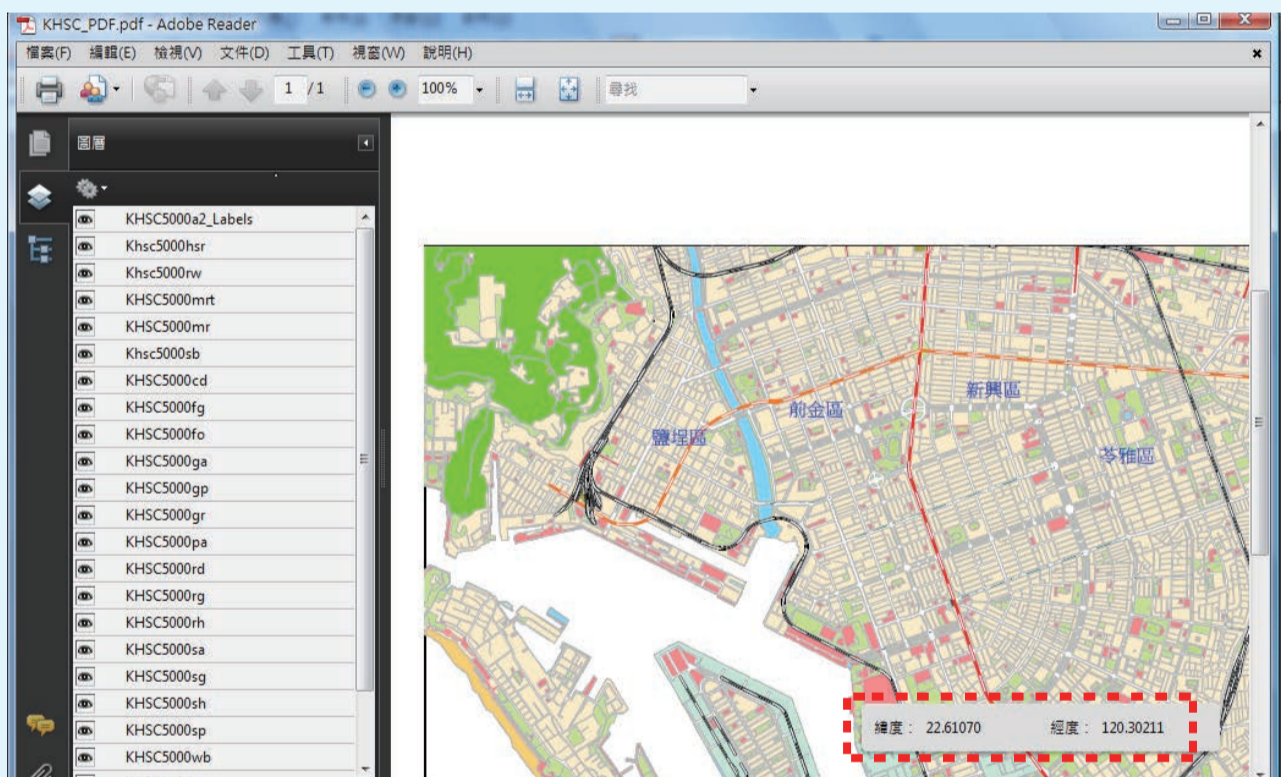 KHSC_PDF.pdf - Adobe Reader
檔案(F) 編輯(E) 檢視(V) 文件(D) 工具(T) 視窗(W) 說明(H)
1 /1 100% 尋找
圖層
KHSC5000a2_Labels
Khsc5000hsr
Khsc5000rw
KHSC5000mrt
KHSC5000mr
Khsc5000sb
KHSC5000cd
KHSC5000fg
KHSC5000fo
KHSC5000ga
KHSC5000gp
KHSC5000gr
KHSC5000pa
KHSC5000rd
KHSC5000rg
KHSC5000rh
KHSC5000sa
KHSC5000sg
KHSC5000sh
KHSC5000sp
KHSC5000wb
新興區
前金區
鹽埕區
苓雅區
緯度： 22.61070 經度： 120.30211